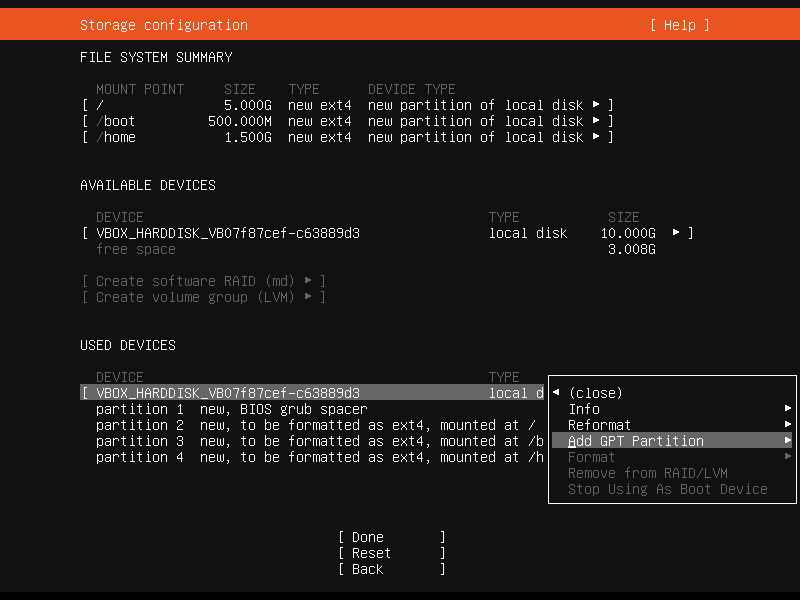 Storage configuration [ Help ]
FILE SYSTEM SUMMARY
MOUNT POINT SIZE TYPE DEVICE TYPE
[ / 5.000G new ext4 new partition of local disk ▸ ]
[ /boot 500.000M new ext4 new partition of local disk ▸ ]
[ /home 1.500G new ext4 new partition of local disk ▸ ]
AVAILABLE DEVICES
DEVICE TYPE SIZE
[ VBOX_HARDDISK_VB07f87cef-c63889d3 local disk 10.000G ▸ ]
free space 3.008G
[ Create software RAID (md) ▸ ]
[ Create volume group (LVM) ▸ ]
USED DEVICES
DEVICE TYPE
[ VBOX_HARDDISK_VB07f87cef-c63889d3 local d
partition 1 new, BIOS grub spacer
partition 2 new, to be formatted as ext4, mounted at /
partition 3 new, to be formatted as ext4, mounted at /b
partition 4 new, to be formatted as ext4, mounted at /h
◂ (close)
Info ▸
Reformat ▸
Add GPT Partition ▸
Format ▸
Remove from RAID/LVM
Stop Using As Boot Device
[ Done ]
[ Reset ]
[ Back ]